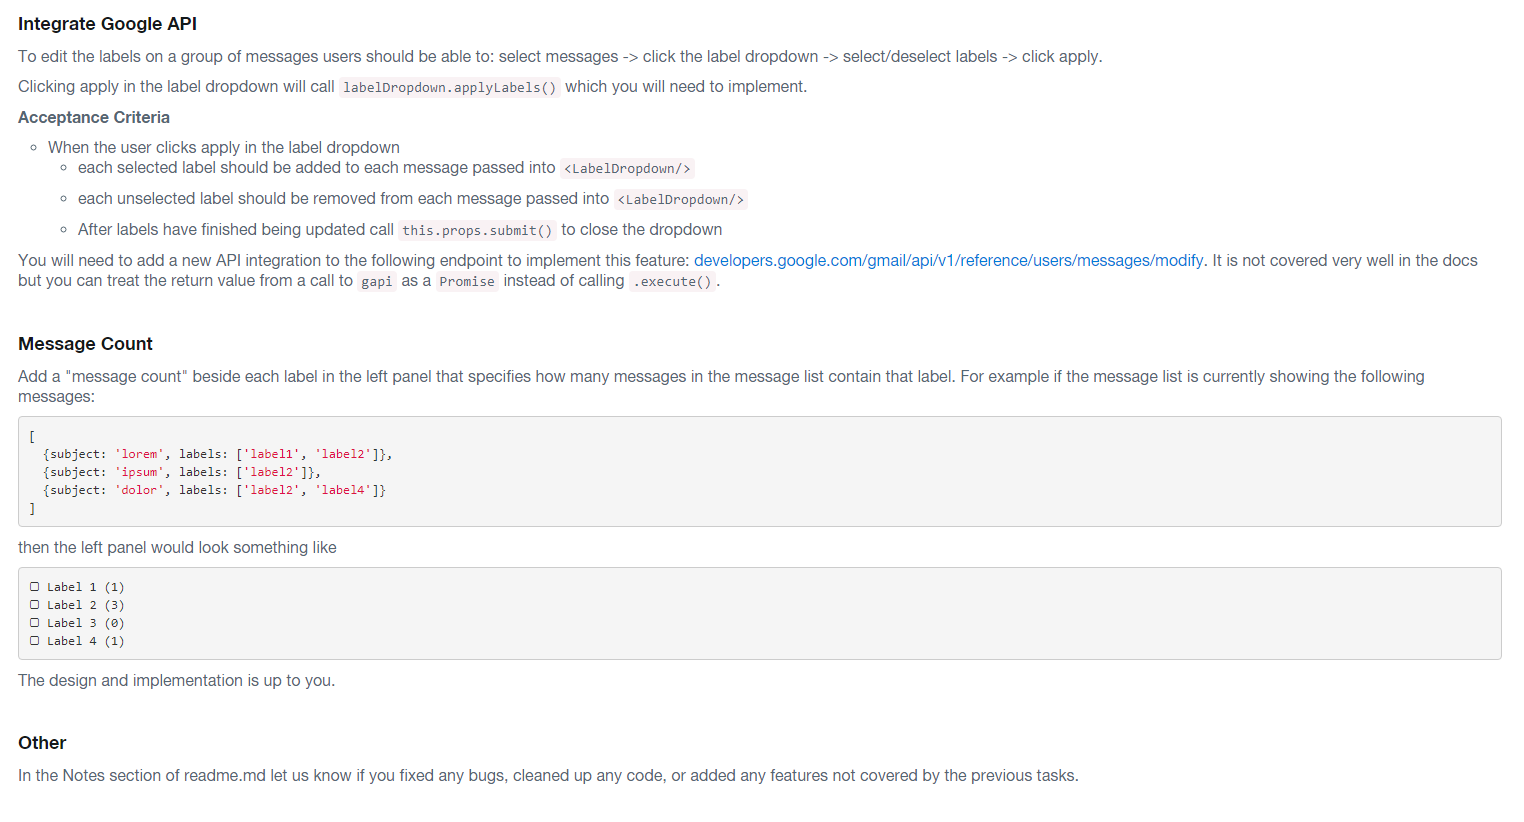 Integrate Google API
To edit the labels on a group of messages users should be able to: select messages -> click the label dropdown -> select/deselect labels -> click apply.
Clicking apply in the label dropdown will call labelDropdown.applyLabels() which you will need to implement.
Acceptance Criteria
When the user clicks apply in the label dropdown
each selected label should be added to each message passed into <LabelDropdown/>
each unselected label should be removed from each message passed into <LabelDropdown/>
After labels have finished being updated call this.props.submit() to close the dropdown
You will need to add a new API integration to the following endpoint to implement this feature: developers.google.com/gmail/api/v1/reference/users/messages/modify. It is not covered very well in the docs
but you can treat the return value from a call to gapi as a Promise instead of calling .execute().
Message Count
Add a "message count" beside each label in the left panel that specifies how many messages in the message list contain that label. For example if the message list is currently showing the following
messages:
[
{subject: 'lorem', labels: ['label1', 'label2']},
{subject: 'ipsum', labels: ['label2']},
{subject: 'dolor', labels: ['label2', 'label4']}
]
then the left panel would look something like
☐ Label 1 (1)
☐ Label 2 (3)
☐ Label 3 (0)
☐ Label 4 (1)
The design and implementation is up to you.
Other
In the Notes section of readme.md let us know if you fixed any bugs, cleaned up any code, or added any features not covered by the previous tasks.